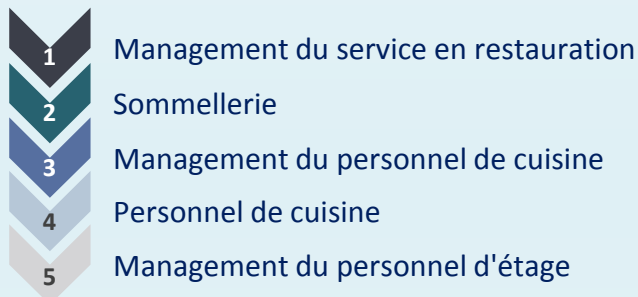 1 Management du service en restauration
2 Sommellerie
3 Management du personnel de cuisine
4 Personnel de cuisine
5 Management du personnel d'étage